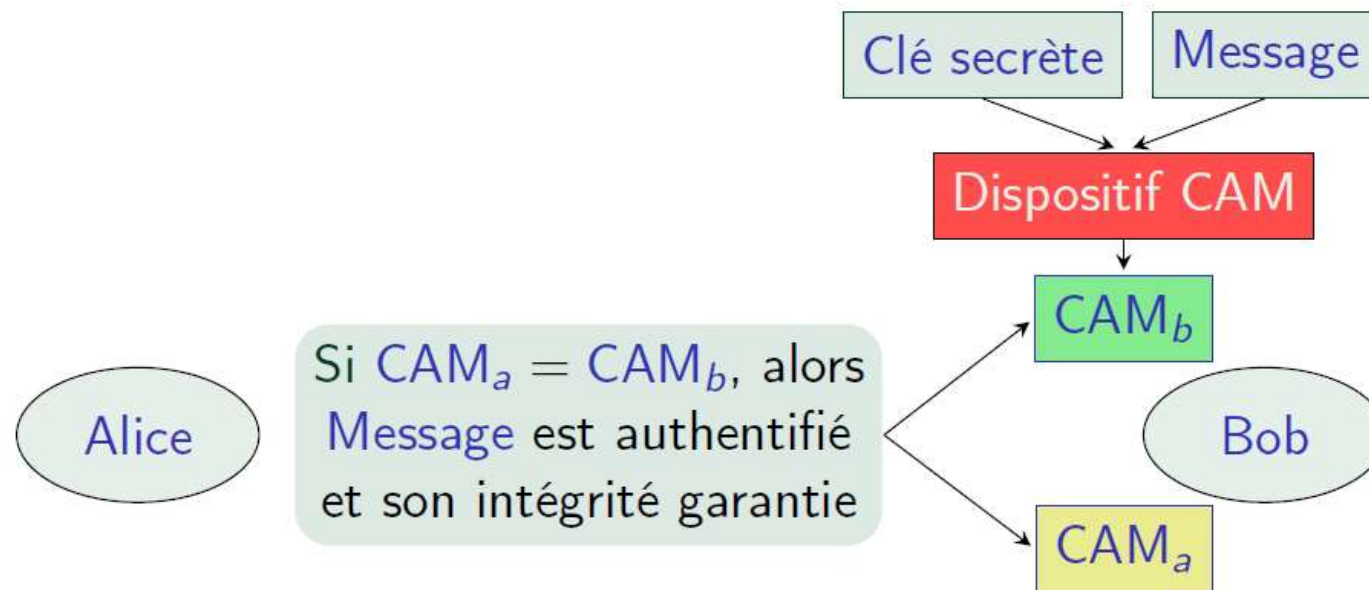 Clé secrète
Message
Dispositif CAM
CAM_b
Si CAM_a = CAM_b, alors
Message est authentifié
et son intégrité garantie
Alice
Bob
CAM_a